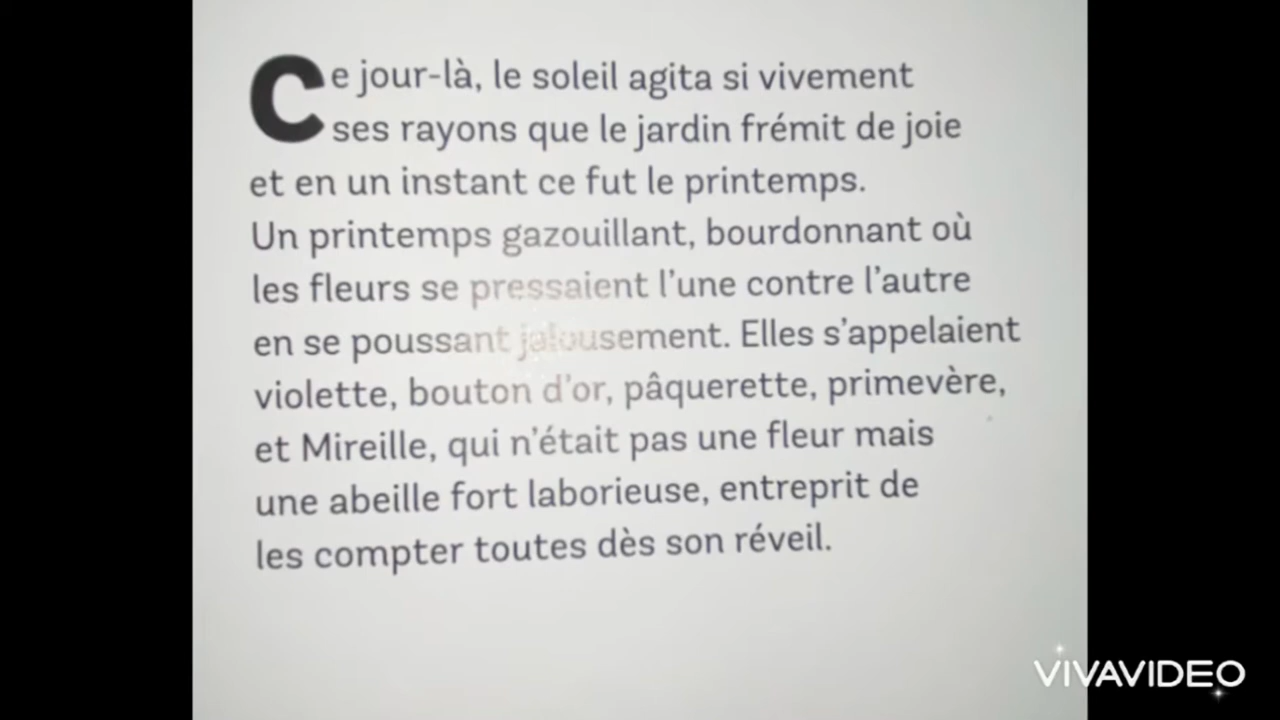 Ce jour-là, le soleil agita si vivement
ses rayons que le jardin frémit de joie
et en un instant ce fut le printemps.
Un printemps gazouillant, bourdonnant où
les fleurs se pressaient l'une contre l'autre
en se poussant jalousement. Elles s'appelaient
violette, bouton d'or, pâquerette, primevère,
et Mireille, qui n'était pas une fleur mais
une abeille fort laborieuse, entreprit de
les compter toutes dès son réveil.
VIVAVIDEO